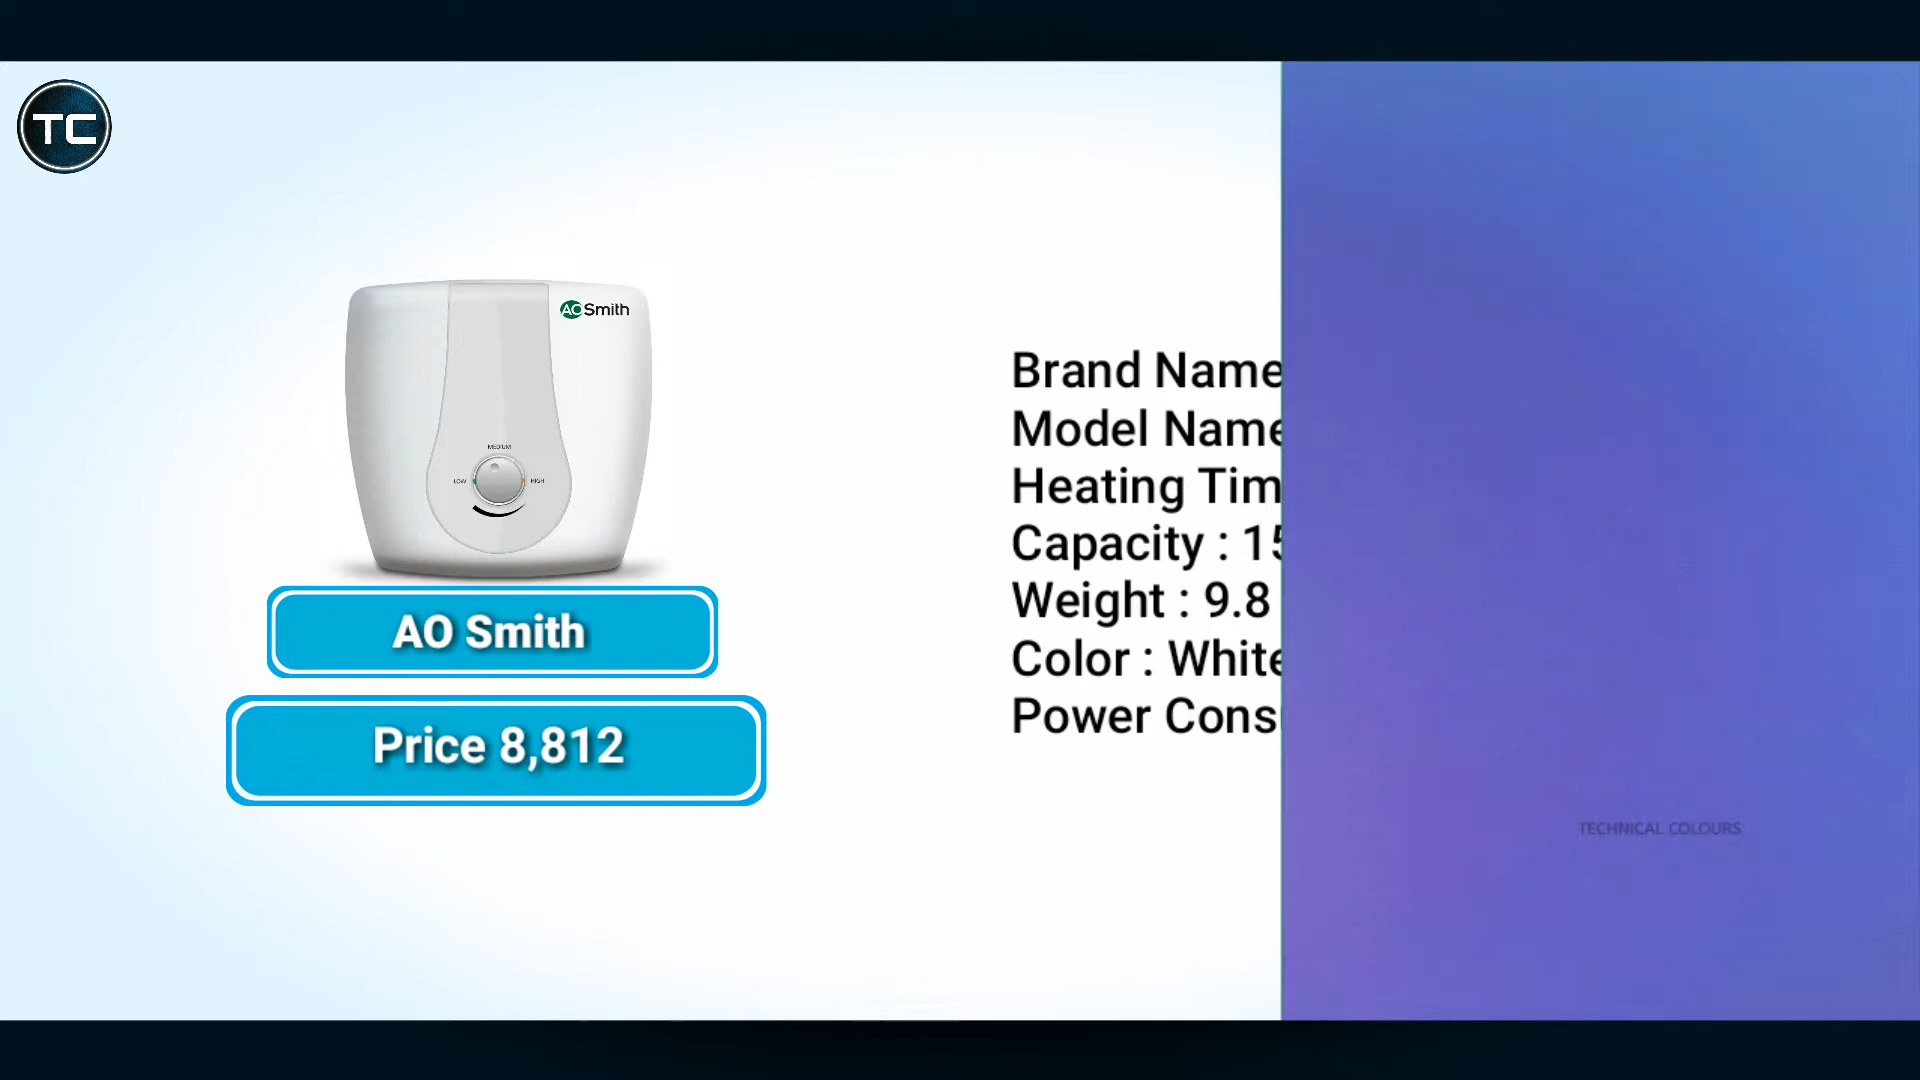 TC
AO Smith
MEDIUM
LOW
HIGH
AO Smith
Price 8,812
Brand Name
Model Name
Heating Tim
Capacity : 15
Weight : 9.8
Color : White
Power Cons
TECHNICAL COLOURS